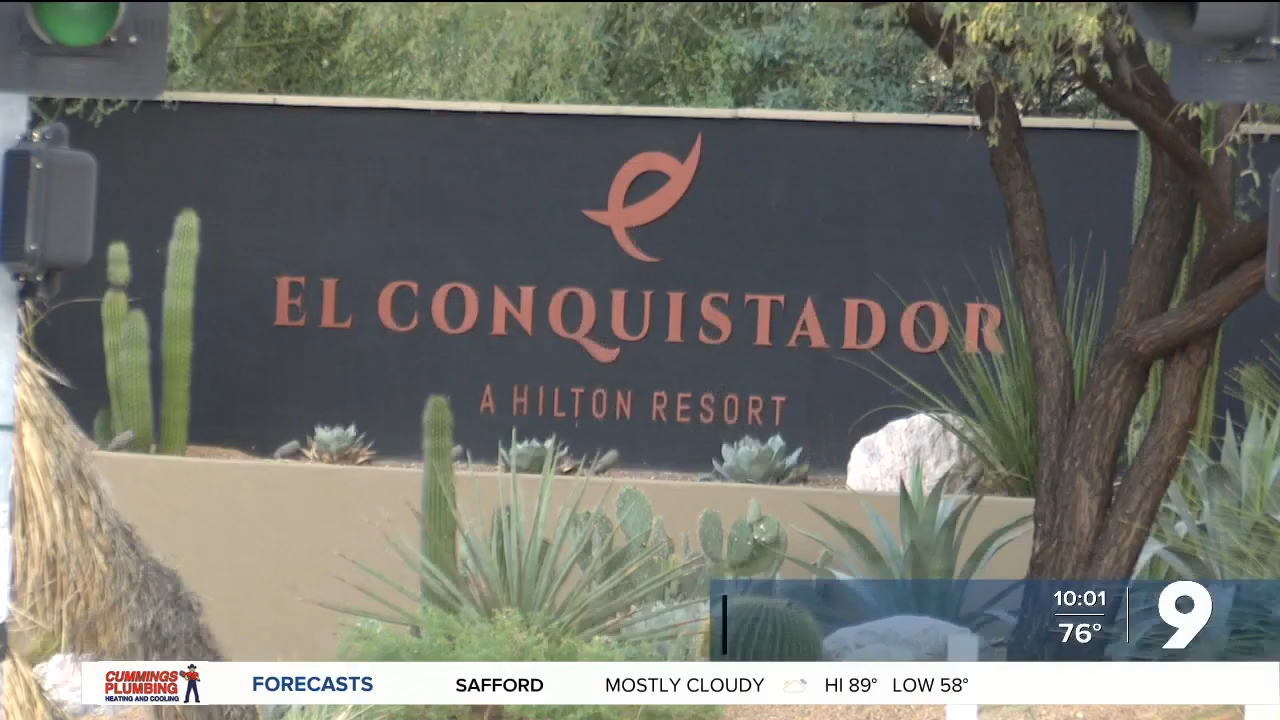 EL CONQUISTADOR
A HILTON RESORT
10:01
76°
9
CUMMINGS
PLUMBING
HEATING AND COOLING
FORECASTS SAFFORD MOSTLY CLOUDY HI 89° LOW 58°